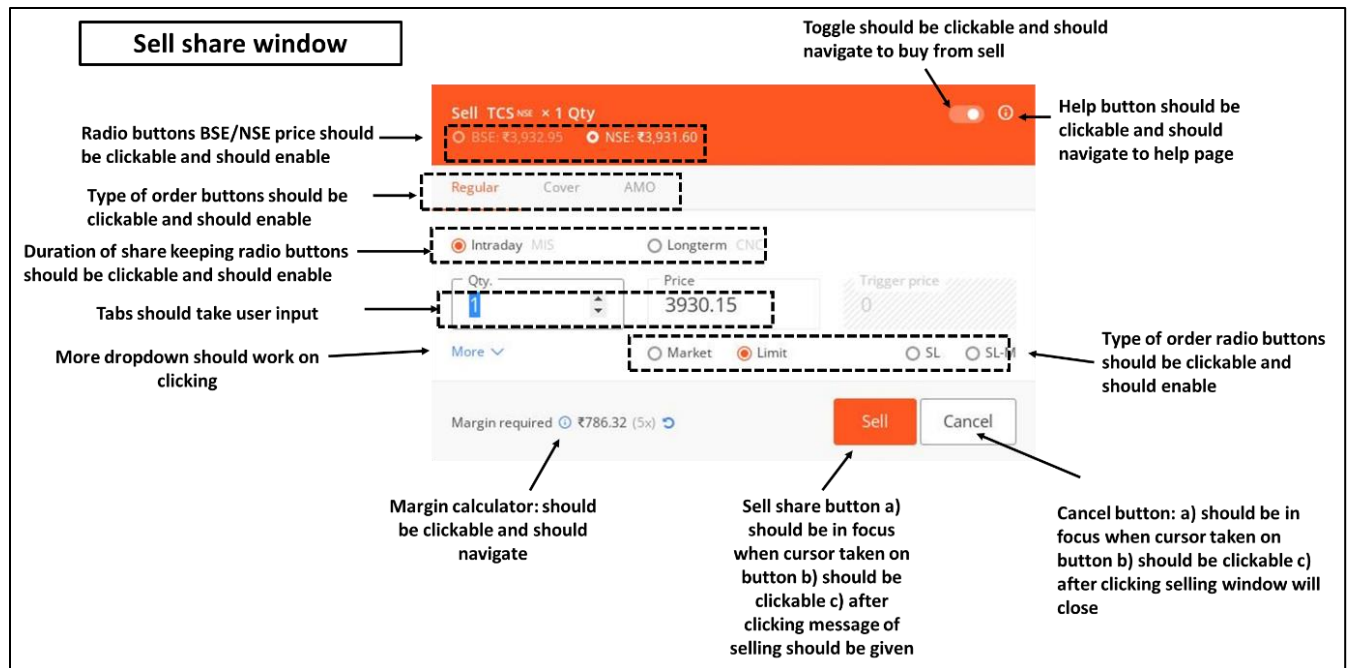 Sell share window
Toggle should be clickable and should
navigate to buy from sell
Sell TCS NSE × 1 Qty
BSE: ₹3,932.95 NSE: ₹3,931.60
Radio buttons BSE/NSE price should
be clickable and should enable
Help button should be
clickable and should
navigate to help page
Type of order buttons should be
clickable and should enable
Regular Cover AMO
Duration of share keeping radio buttons
should be clickable and should enable
Intraday MIS Longterm CNC
Qty. Price Trigger price
1 3930.15 0
Tabs should take user input
More dropdown should work on
clicking
More Market Limit SL SL-M
Type of order radio buttons
should be clickable and
should enable
Margin required ₹786.32 (5x) Sell Cancel
Margin calculator: should
be clickable and should
navigate
Sell share button a)
should be in focus
when cursor taken on
button b) should be
clickable c) after
clicking message of
selling should be given
Cancel button: a) should be in
focus when cursor taken on
button b) should be clickable c)
after clicking selling window will
close